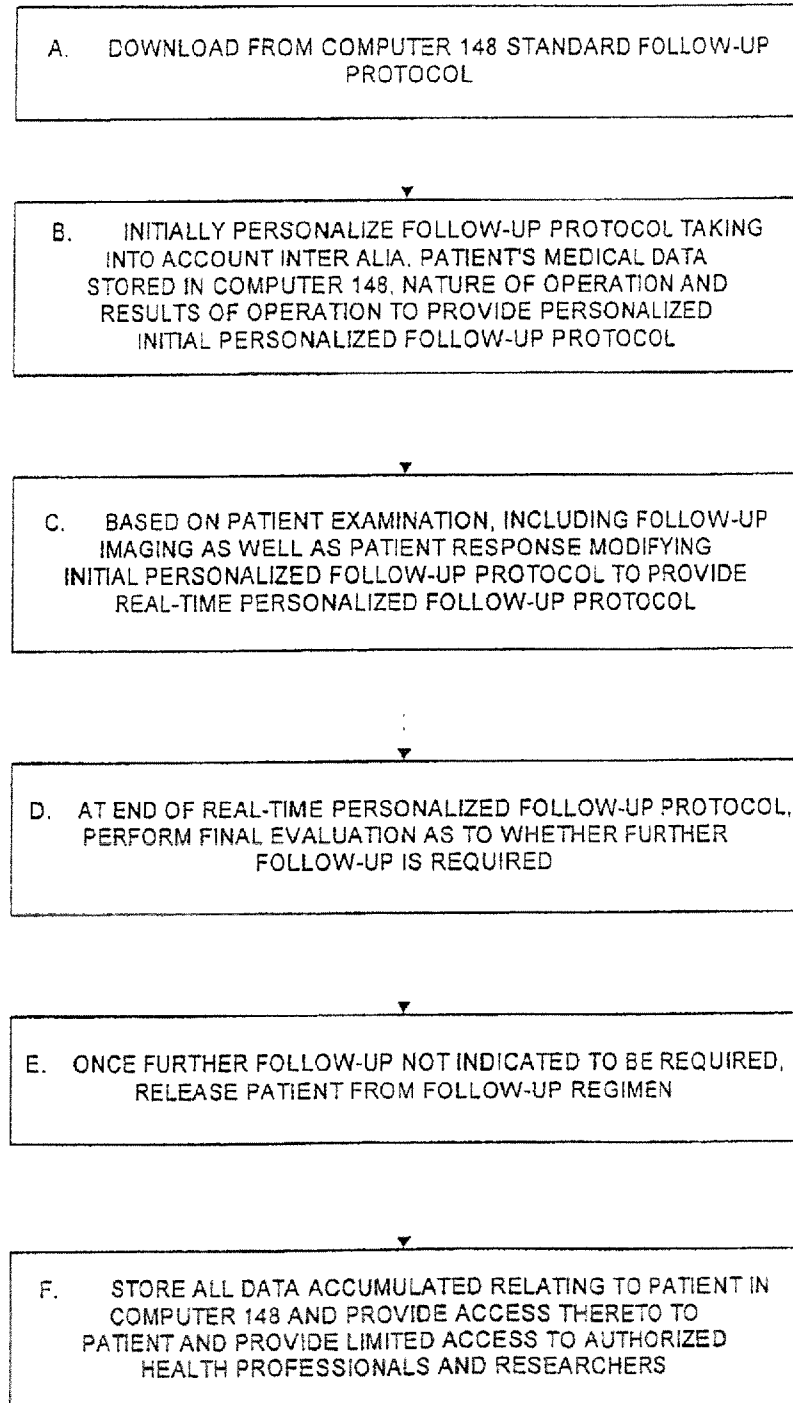 A. DOWNLOAD FROM COMPUTER 148 STANDARD FOLLOW-UP
PROTOCOL
B. INITIALLY PERSONALIZE FOLLOW-UP PROTOCOL TAKING
INTO ACCOUNT INTER ALIA, PATIENT'S MEDICAL DATA
STORED IN COMPUTER 148, NATURE OF OPERATION AND
RESULTS OF OPERATION TO PROVIDE PERSONALIZED
INITIAL PERSONALIZED FOLLOW-UP PROTOCOL
C. BASED ON PATIENT EXAMINATION, INCLUDING FOLLOW-UP
IMAGING AS WELL AS PATIENT RESPONSE MODIFYING
INITIAL PERSONALIZED FOLLOW-UP PROTOCOL TO PROVIDE
REAL-TIME PERSONALIZED FOLLOW-UP PROTOCOL
D. AT END OF REAL-TIME PERSONALIZED FOLLOW-UP PROTOCOL,
PERFORM FINAL EVALUATION AS TO WHETHER FURTHER
FOLLOW-UP IS REQUIRED
E. ONCE FURTHER FOLLOW-UP NOT INDICATED TO BE REQUIRED,
RELEASE PATIENT FROM FOLLOW-UP REGIMEN
F. STORE ALL DATA ACCUMULATED RELATING TO PATIENT IN
COMPUTER 148 AND PROVIDE ACCESS THERETO TO
PATIENT AND PROVIDE LIMITED ACCESS TO AUTHORIZED
HEALTH PROFESSIONALS AND RESEARCHERS